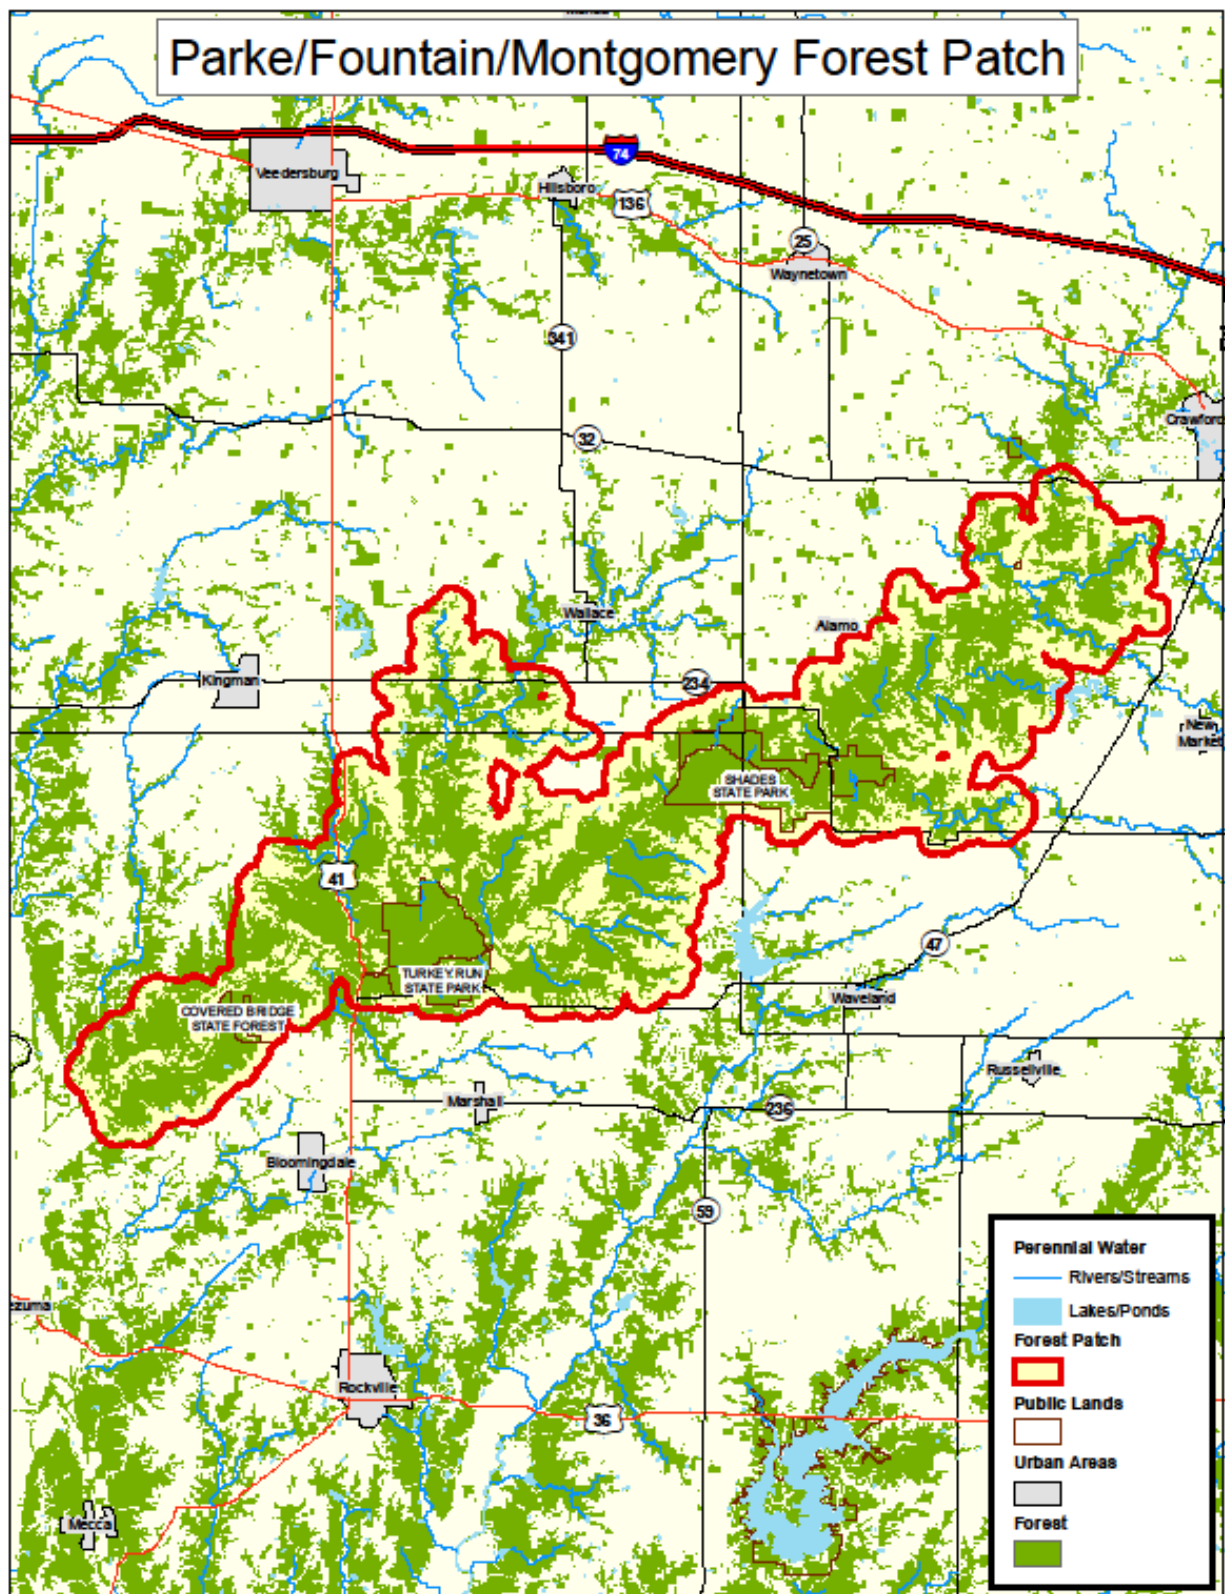 Parke/Fountain/Montgomery Forest Patch
74
Veedersburg
Hillsboro
136
25
Waynetown
341
Crawford
32
Wallace
Alamo
Kingman
234
New
Market
SHADES
STATE PARK
41
47
TURKEY RUN
STATE PARK
Waveland
COVERED BRIDGE
STATE FOREST
Russellville
Marshall
236
Bloomingdale
59
Perennial Water
Rivers/Streams
Lakes/Ponds
Forest Patch
Public Lands
Urban Areas
Forest
ezuma
Rockville
36
Mecca